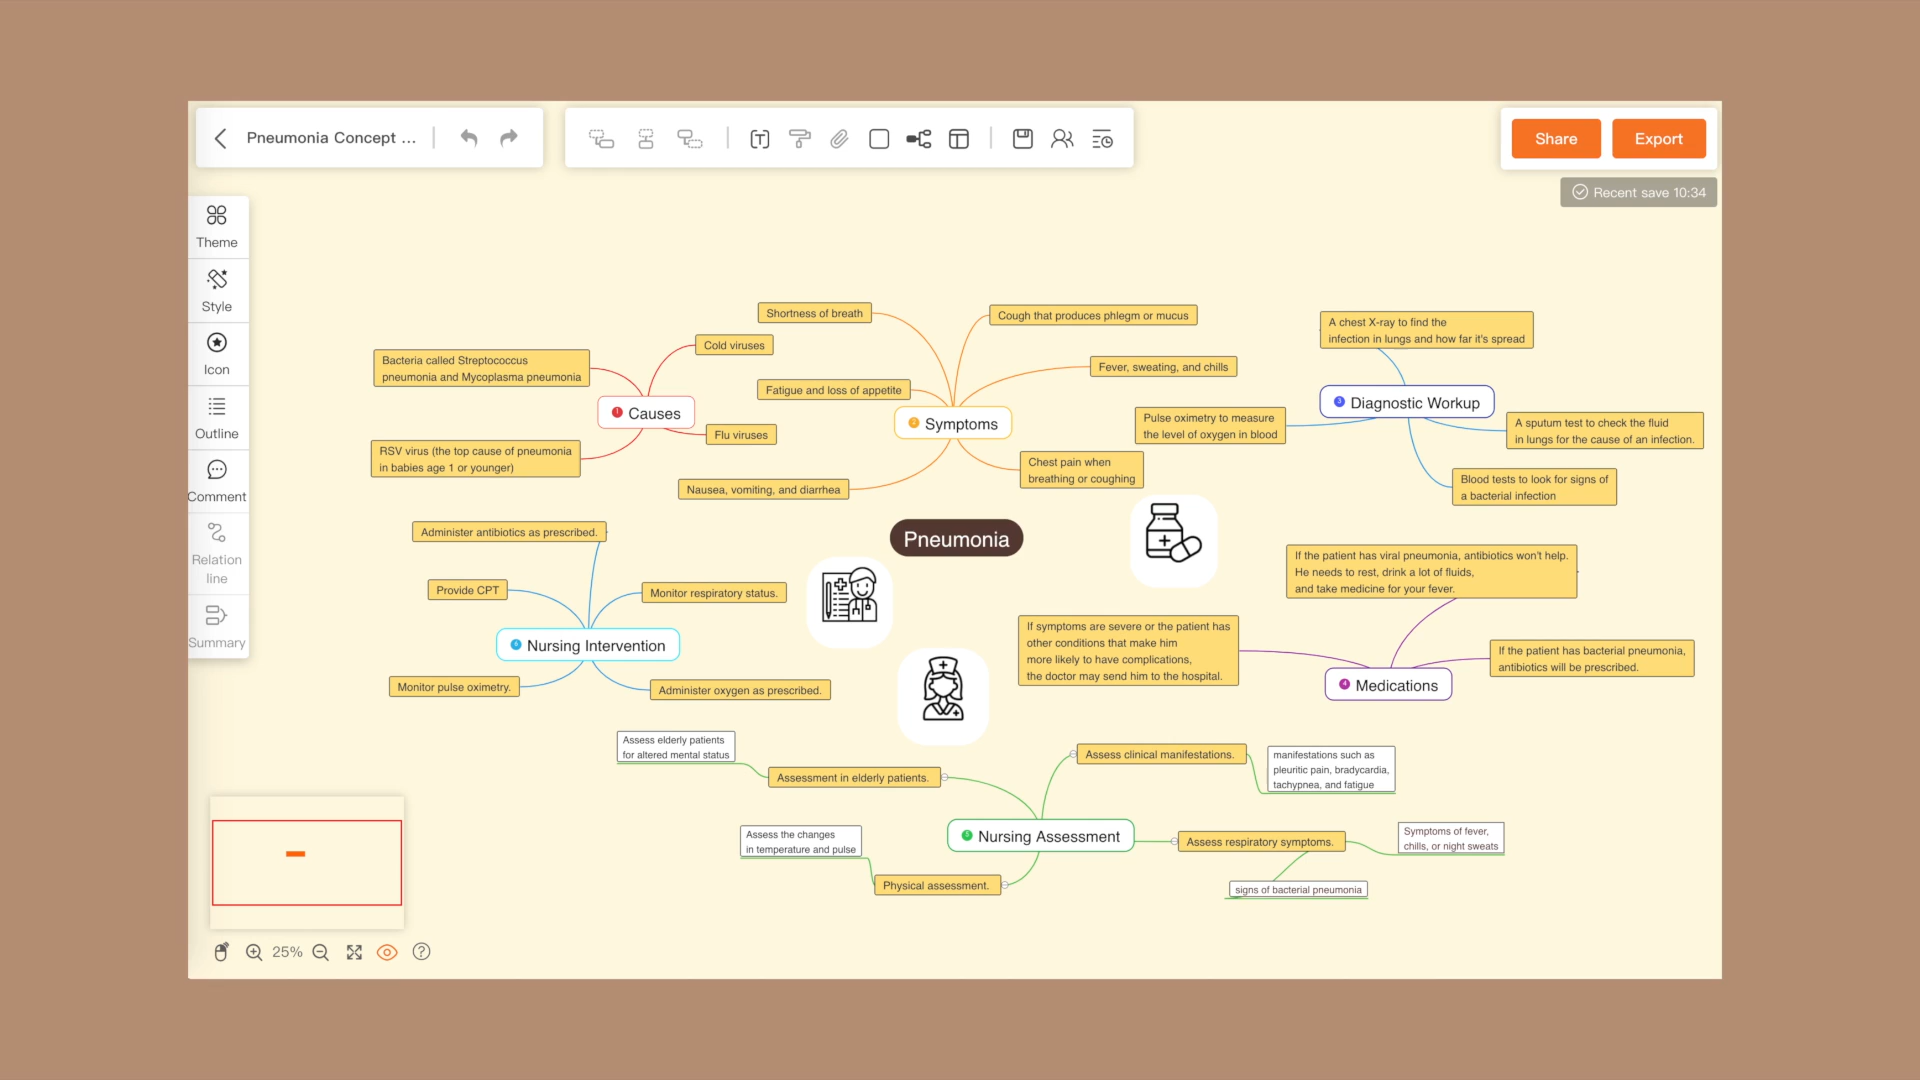 Pneumonia Concept ...
Share
Export
Recent save 10:34
Theme
Style
Icon
Outline
Comment
Relation
line
Summary
Shortness of breath
Cold viruses
Bacteria called Streptococcus
pneumonia and Mycoplasma pneumonia
Fatigue and loss of appetite
1 Causes
Flu viruses
RSV virus (the top cause of pneumonia
in babies age 1 or younger)
Nausea, vomiting, and diarrhea
Cough that produces phlegm or mucus
Fever, sweating, and chills
2 Symptoms
Chest pain when
breathing or coughing
A chest X-ray to find the
infection in lungs and how far it's spread
3 Diagnostic Workup
Pulse oximetry to measure
the level of oxygen in blood
A sputum test to check the fluid
in lungs for the cause of an infection.
Blood tests to look for signs of
a bacterial infection
Pneumonia
Administer antibiotics as prescribed.
Provide CPT
Monitor respiratory status.
6 Nursing Intervention
Monitor pulse oximetry.
Administer oxygen as prescribed.
If the patient has viral pneumonia, antibiotics won't help.
He needs to rest, drink a lot of fluids,
and take medicine for your fever.
If symptoms are severe or the patient has
other conditions that make him
more likely to have complications,
the doctor may send him to the hospital.
If the patient has bacterial pneumonia,
antibiotics will be prescribed.
4 Medications
Assess elderly patients
for altered mental status
Assessment in elderly patients.
Assess clinical manifestations.
manifestations such as
pleuritic pain, bradycardia,
tachypnea, and fatigue
Assess the changes
in temperature and pulse
5 Nursing Assessment
Assess respiratory symptoms.
Symptoms of fever,
chills, or night sweats
Physical assessment.
signs of bacterial pneumonia
25%